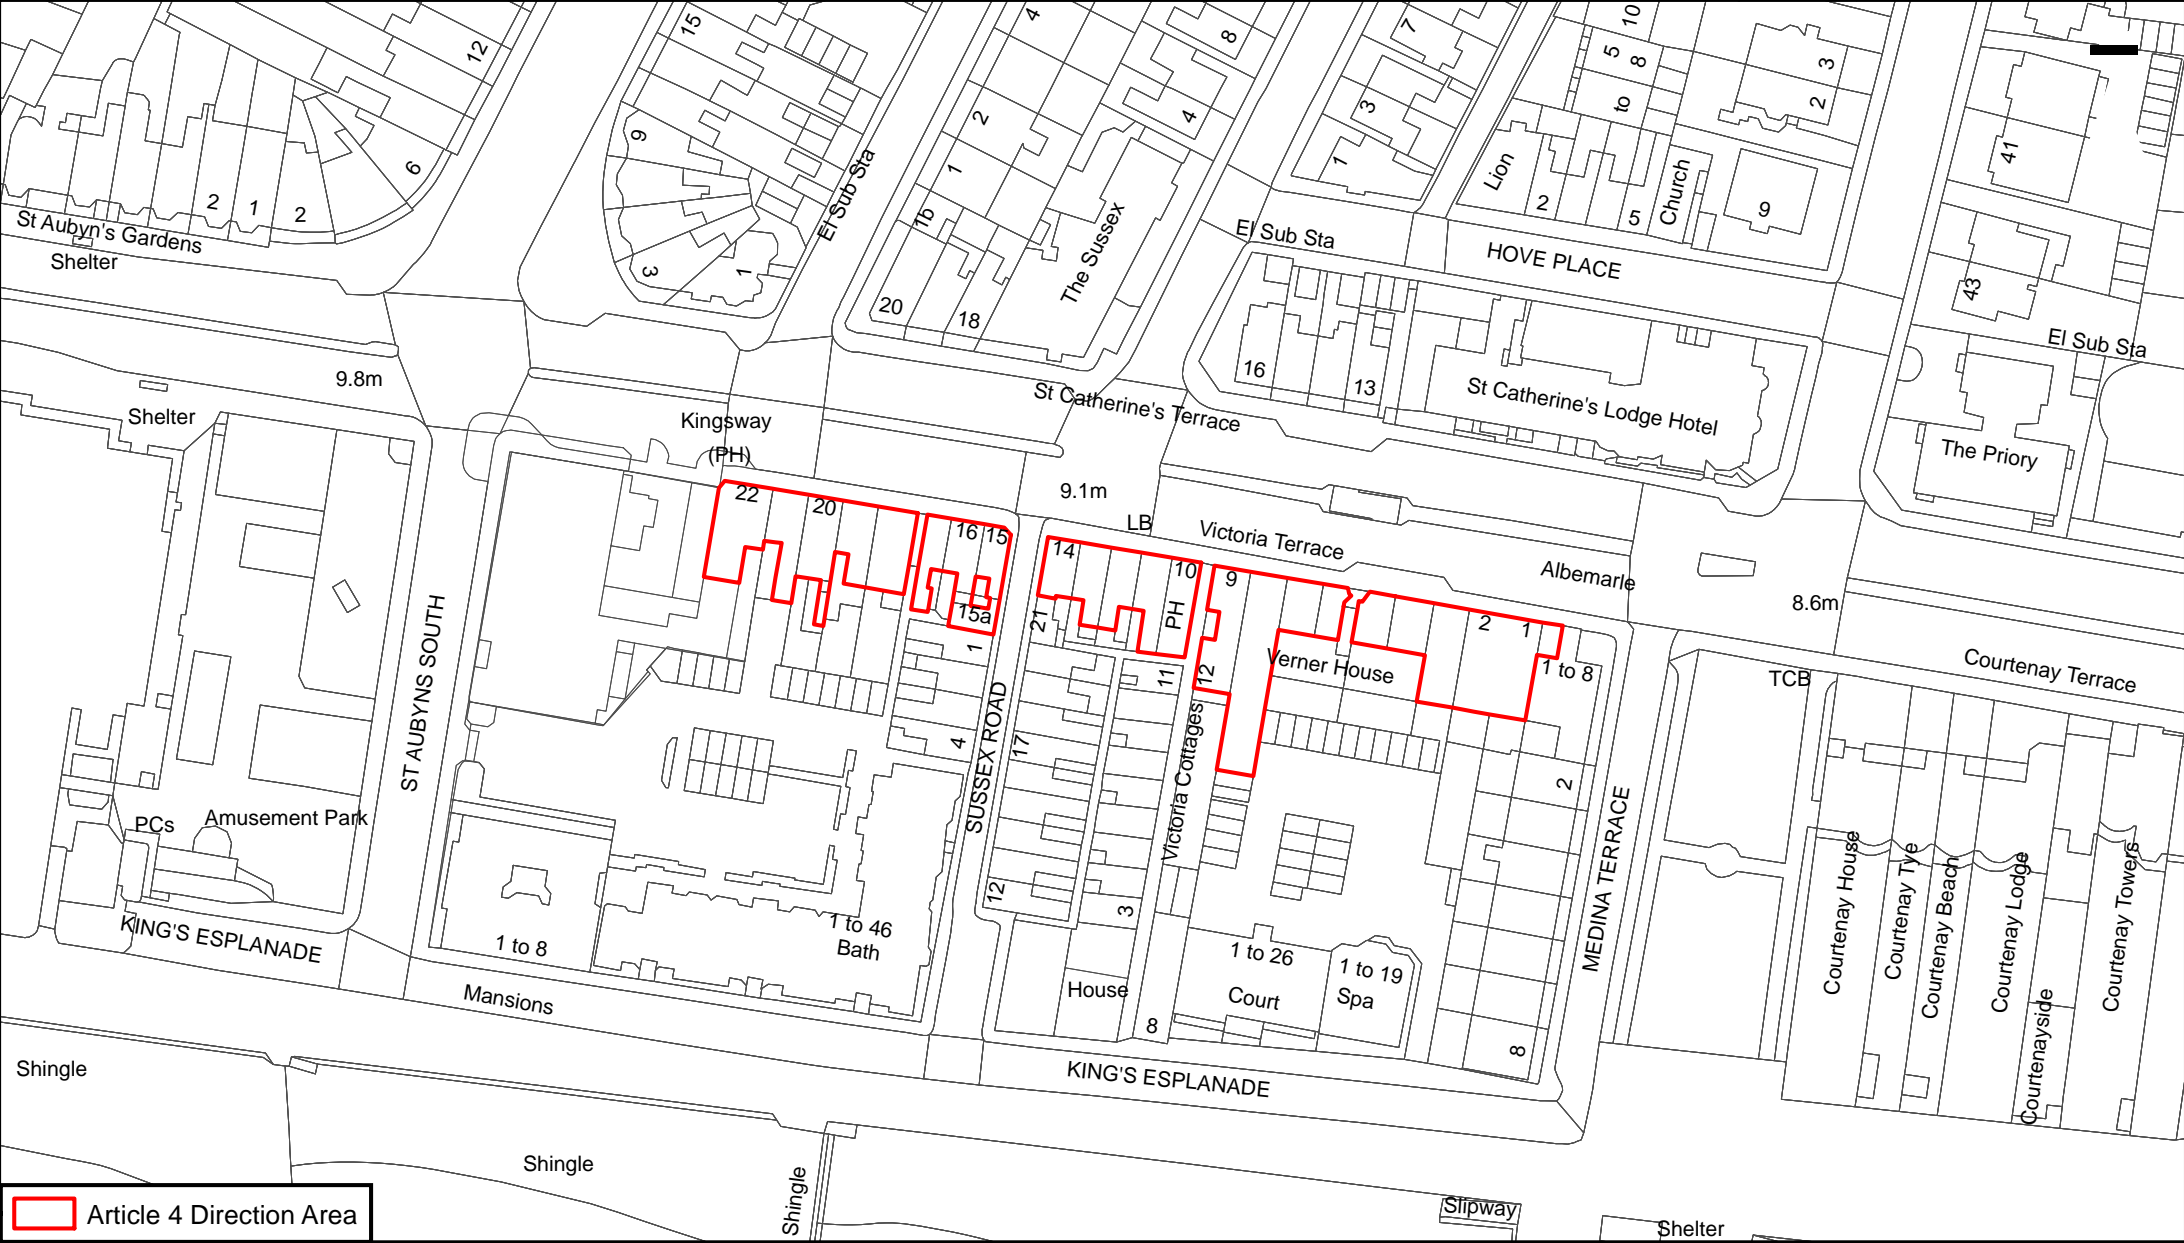 12
15
4
8
7
10
5
8
to
3
2
41
9
2
4
3
1
6
2
1
2
1
1b
El Sub Sta
The Sussex
Lion
2
5
Church
9
St Aubyn's Gardens
Shelter
3
1
El Sub Sta
HOVE PLACE
43
20
18
El Sub Sta
9.8m
16
13
St Catherine's Lodge Hotel
St Catherine's Terrace
Shelter
Kingsway
(PH)
The Priory
9.1m
22
20
16
15
LB
Victoria Terrace
14
10
9
Albemarle
8.6m
15a
21
PH
2
1
1
11
12
Verner House
1 to 8
TCB
Courtenay Terrace
ST AUBYNS SOUTH
4
SUSSEX ROAD
17
Victoria Cottages
2
MEDINA TERRACE
PCs
Amusement Park
Courtenay House
Courtenay Tye
Courtenay Beach
Courtenay Lodge
Courtenayside
Courtenay Towers
12
3
KING'S ESPLANADE
1 to 8
1 to 46
Bath
1 to 26
1 to 19
Mansions
House
Court
Spa
8
8
Shingle
KING'S ESPLANADE
Shingle
Shingle
Slipway
Shelter
Article 4 Direction Area